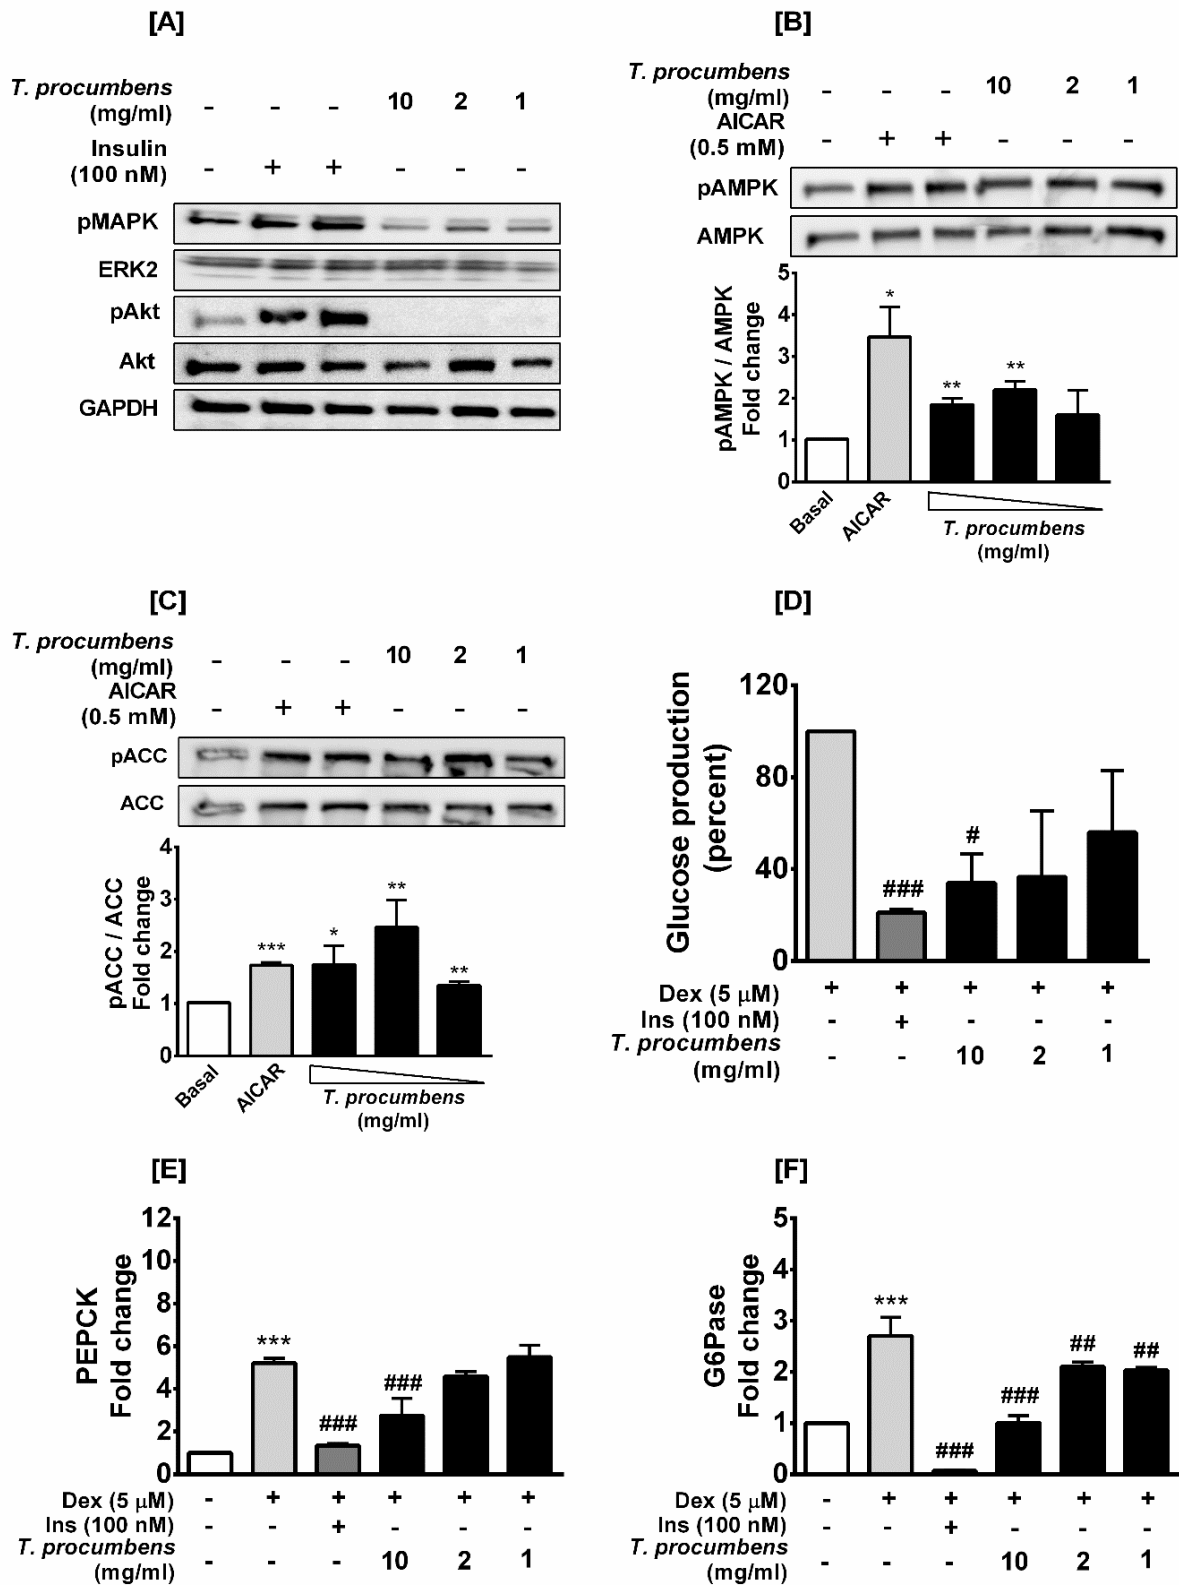 [A]
T. procumbens
(mg/ml) - - - 10 2 1
Insulin
(100 nM) - + + - - -
pMAPK
ERK2
pAkt
Akt
GAPDH
[B]
T. procumbens
(mg/ml) - - - 10 2 1
AICAR
(0.5 mM) - + + - - -
pAMPK
AMPK
pAMPK / AMPK
Fold change
5
4
3
2
1
0
* ** **
Basal
AICAR
T. procumbens
(mg/ml)
[C]
T. procumbens
(mg/ml) - - - 10 2 1
AICAR
(0.5 mM) - + + - - -
pACC
ACC
pACC / ACC
Fold change
4
3
2
1
0
*** * ** **
Basal
AICAR
T. procumbens
(mg/ml)
[D]
Glucose production
(percent)
120
80
40
0
### #
Dex (5 µM) + + + + +
Ins (100 nM) - + - - -
T. procumbens
(mg/ml) - - 10 2 1
[E]
PEPCK
Fold change
12
10
8
6
4
2
0
*** ### ###
Dex (5 µM) - + + + + +
Ins (100 nM) - - + - - -
T. procumbens
(mg/ml) - - - 10 2 1
[F]
G6Pase
Fold change
5
4
3
2
1
0
*** ### ### ## ##
Dex (5 µM) - + + + + +
Ins (100 nM) - - + - - -
T. procumbens
(mg/ml) - - - 10 2 1